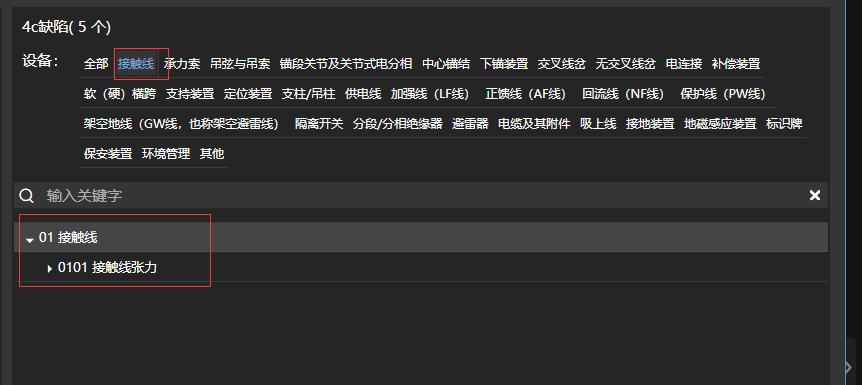 4c缺陷( 5 个)
设备： 全部 接触线 承力索 吊弦与吊索 锚段关节及关节式电分相 中心锚结 下锚装置 交叉线岔 无交叉线岔 电连接 补偿装置
软（硬）横跨 支持装置 定位装置 支柱/吊柱 供电线 加强线（LF线） 正馈线（AF线） 回流线（NF线） 保护线（PW线）
架空地线（GW线，也称架空避雷线） 隔离开关 分段/分相绝缘器 避雷器 电缆及其附件 吸上线 接地装置 地磁感应装置 标识牌
保安装置 环境管理 其他
输入关键字
01 接触线
0101 接触线张力